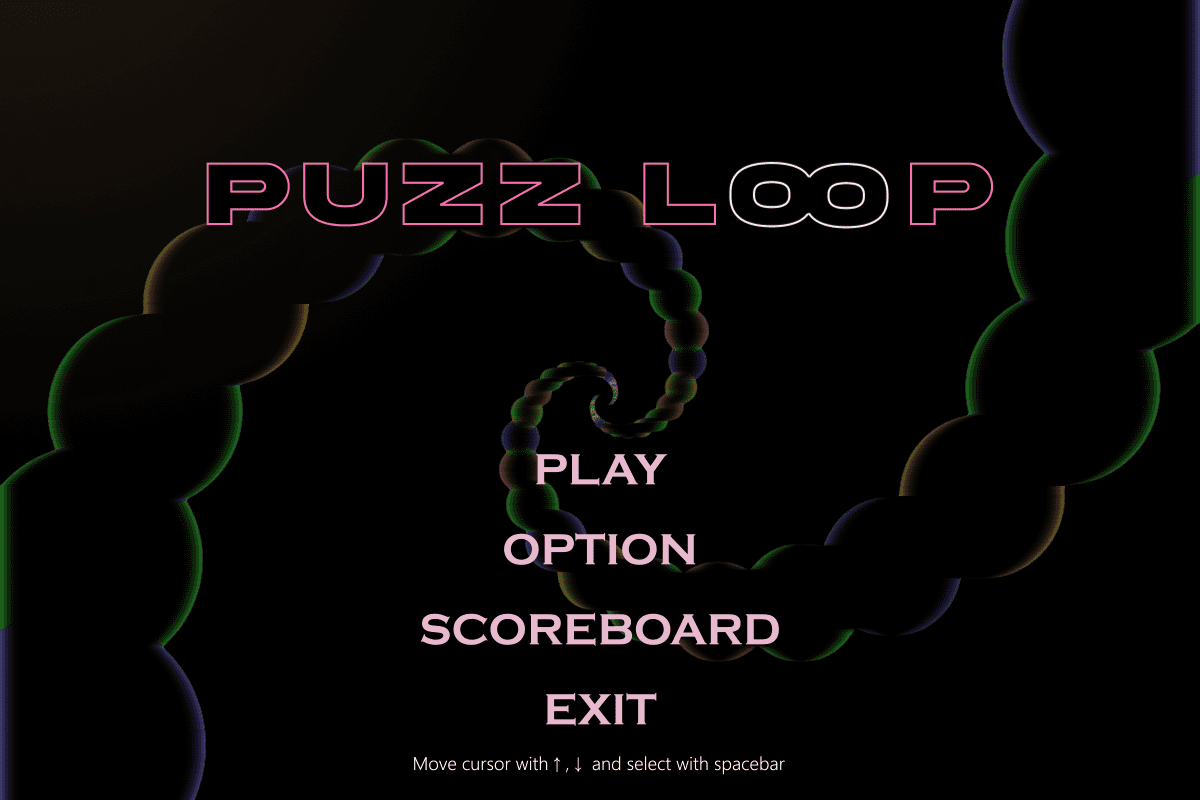 PUZZ LOOP
PLAY
OPTION
SCOREBOARD
EXIT
Move cursor with ↑ , ↓ and select with spacebar